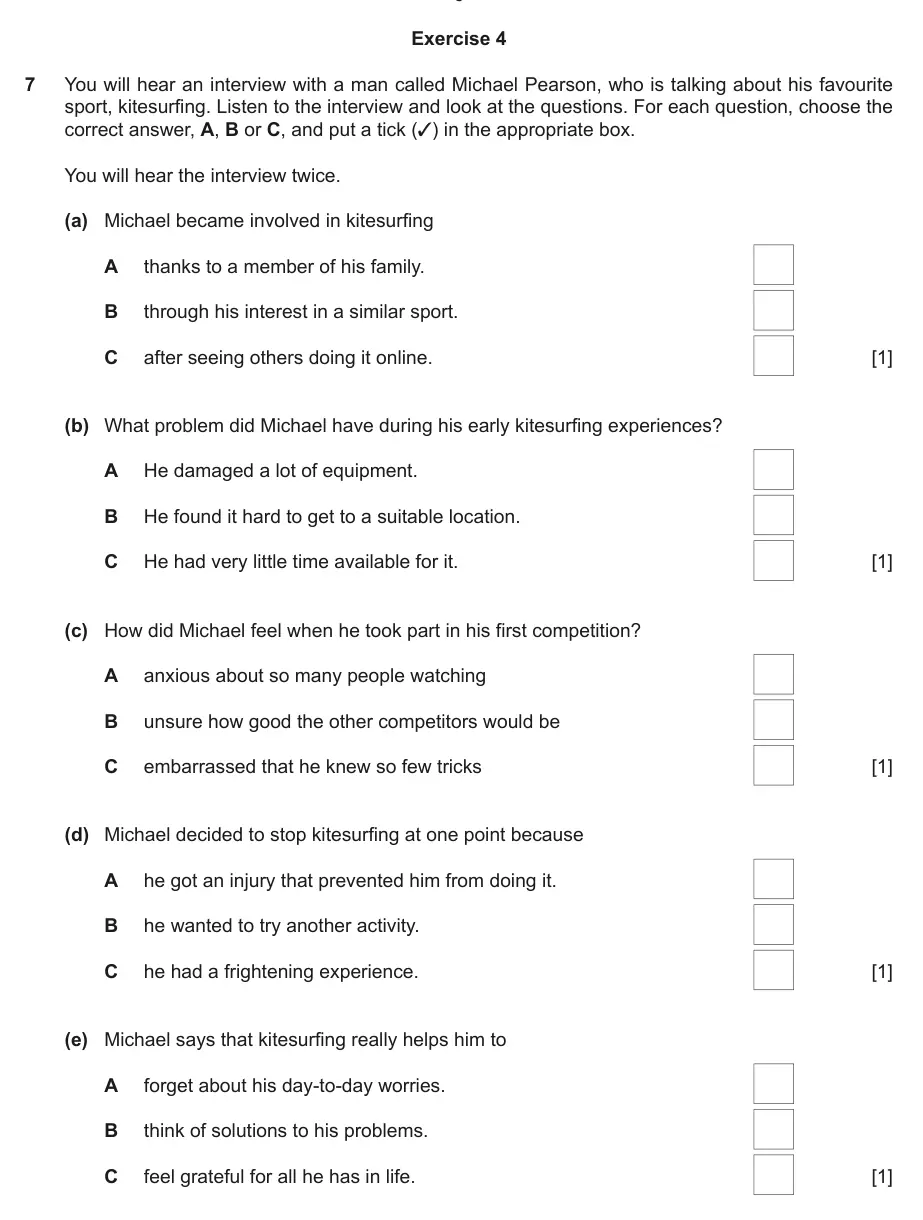 Exercise 4
7 You will hear an interview with a man called Michael Pearson, who is talking about his favourite
sport, kitesurfing. Listen to the interview and look at the questions. For each question, choose the
correct answer, A, B or C, and put a tick (✓) in the appropriate box.
You will hear the interview twice.
(a) Michael became involved in kitesurfing
A thanks to a member of his family.
B through his interest in a similar sport.
C after seeing others doing it online. [1]
(b) What problem did Michael have during his early kitesurfing experiences?
A He damaged a lot of equipment.
B He found it hard to get to a suitable location.
C He had very little time available for it. [1]
(c) How did Michael feel when he took part in his first competition?
A anxious about so many people watching
B unsure how good the other competitors would be
C embarrassed that he knew so few tricks [1]
(d) Michael decided to stop kitesurfing at one point because
A he got an injury that prevented him from doing it.
B he wanted to try another activity.
C he had a frightening experience. [1]
(e) Michael says that kitesurfing really helps him to
A forget about his day-to-day worries.
B think of solutions to his problems.
C feel grateful for all he has in life. [1]